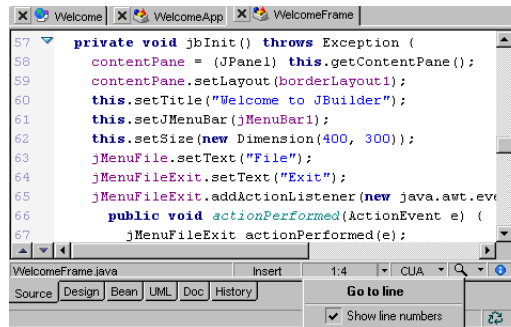 Welcome WelcomeApp WelcomeFrame
57 private void jbInit() throws Exception {
58 contentPane = (JPanel) this.getContentPane();
59 contentPane.setLayout(borderLayout1);
60 this.setTitle("Welcome to JBuilder");
61 this.setJMenuBar(jMenuBar1);
62 this.setSize(new Dimension(400, 300));
63 jMenuFile.setText("File");
64 jMenuFileExit.setText("Exit");
65 jMenuFileExit.addActionListener(new java.awt.eve
66 public void actionPerformed(ActionEvent e) {
67 jMenuFileExit actionPerformed(e);
WelcomeFrame.java Insert 1:4 CUA
Source Design Bean UML Doc History
Go to line
Show line numbers